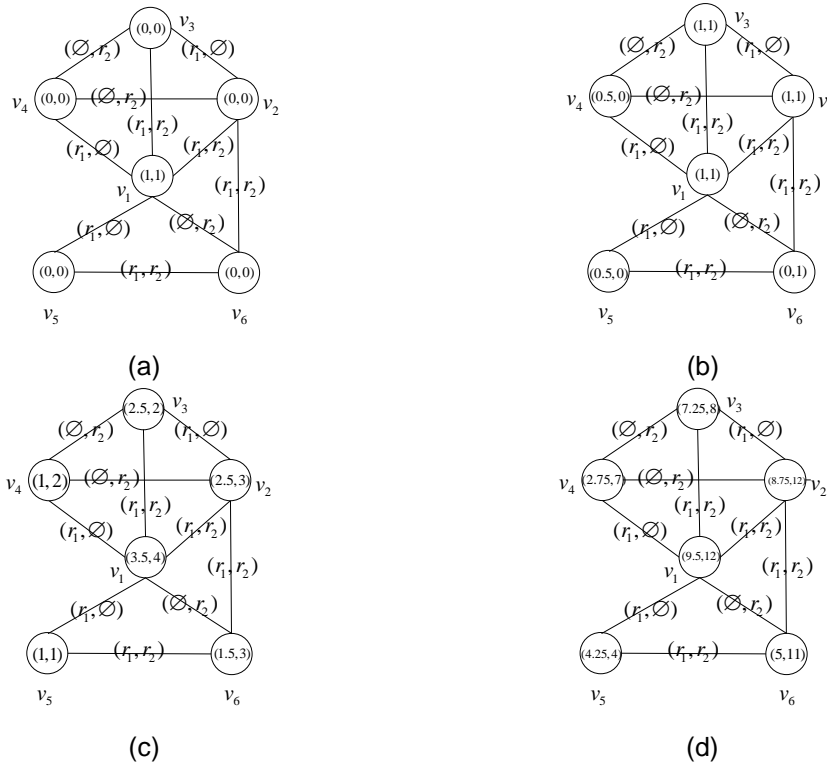 (0,0) v3
(∅,r2) (r1,∅)
v4 (0,0) (∅,r2) (0,0) v2
(r1,r2)
(r1,∅) (r1,r2)
v1 (1,1) (r1,r2)
(r1,∅) (∅,r2)
(0,0) (r1,r2) (0,0)
v5 v6
(a)
(1,1) v3
(∅,r2) (r1,∅)
v4 (0.5,0) (∅,r2) (1,1) v
(r1,r2)
(r1,∅) (r1,r2)
v1 (1,1) (r1,r2)
(r1,∅) (∅,r2)
(0.5,0) (r1,r2) (0,1)
v5 v6
(b)
(2.5,2) v3
(∅,r2) (r1,∅)
v4 (1,2) (∅,r2) (2.5,3) v2
(r1,r2)
(r1,∅) (r1,r2)
v1 (3.5,4) (r1,r2)
(r1,∅) (∅,r2)
(1,1) (r1,r2) (1.5,3)
v5 v6
(c)
(7.25,8) v3
(∅,r2) (r1,∅)
v4 (2.75,7) (∅,r2) (8.75,12) v2
(r1,r2)
(r1,∅) (r1,r2)
v1 (9.5,12) (r1,r2)
(r1,∅) (∅,r2)
(4.25,4) (r1,r2) (5,11)
v5 v6
(d)